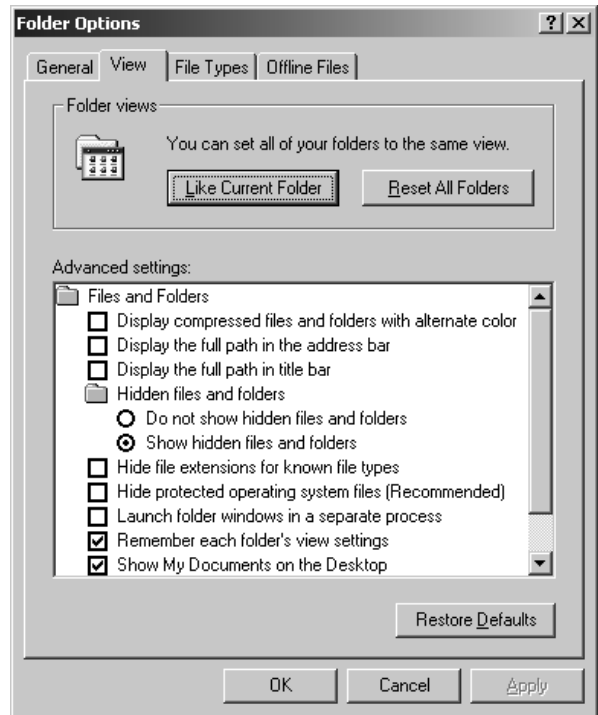 Folder Options
General View File Types Offline Files
Folder views
You can set all of your folders to the same view.
Like Current Folder Reset All Folders
Advanced settings:
Files and Folders
Display compressed files and folders with alternate color
Display the full path in the address bar
Display the full path in title bar
Hidden files and folders
Do not show hidden files and folders
Show hidden files and folders
Hide file extensions for known file types
Hide protected operating system files (Recommended)
Launch folder windows in a separate process
Remember each folder's view settings
Show My Documents on the Desktop
Restore Defaults
OK Cancel Apply